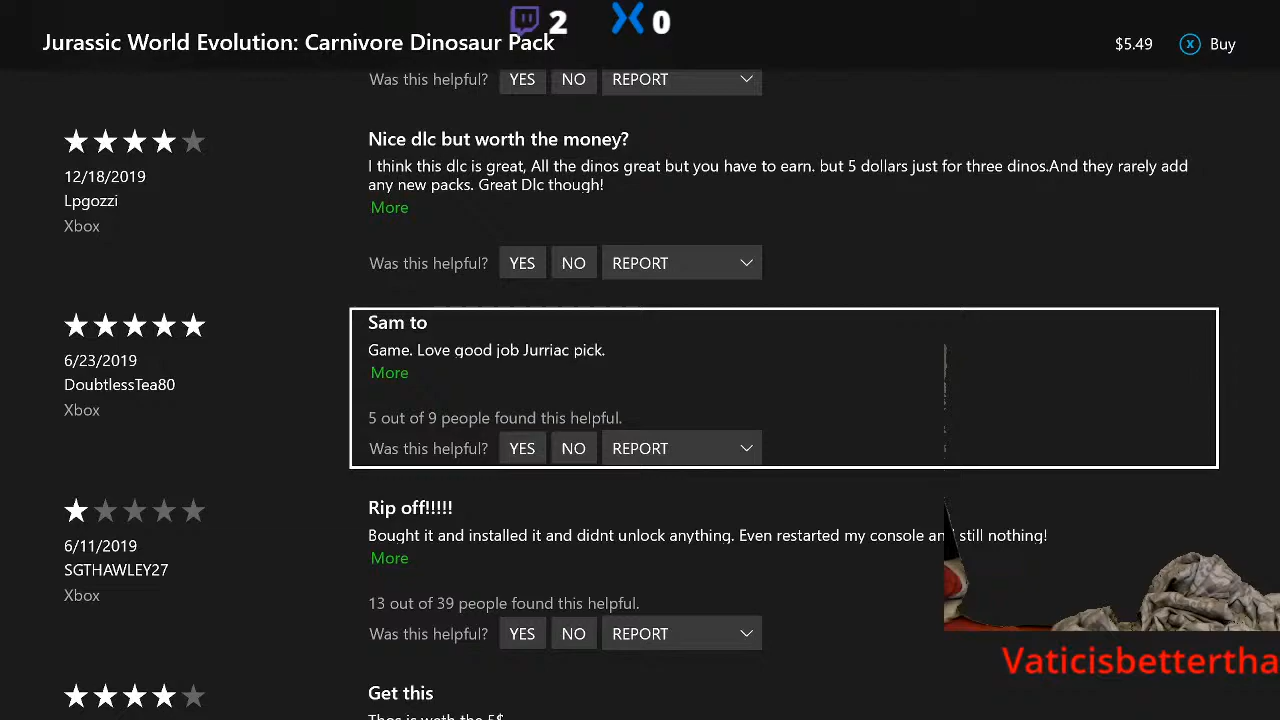 2 0
Jurassic World Evolution: Carnivore Dinosaur Pack $5.49 X Buy
Was this helpful? YES NO REPORT
Nice dlc but worth the money?
12/18/2019
Lpgozzi
Xbox
I think this dlc is great, All the dinos great but you have to earn. but 5 dollars just for three dinos.And they rarely add
any new packs. Great Dlc though!
More
Was this helpful? YES NO REPORT
Sam to
6/23/2019
DoubtlessTea80
Xbox
Game. Love good job Jurriac pick.
More
5 out of 9 people found this helpful.
Was this helpful? YES NO REPORT
Rip off!!!!!
6/11/2019
SGTHAWLEY27
Xbox
Bought it and installed it and didnt unlock anything. Even restarted my console and still nothing!
More
13 out of 39 people found this helpful.
Was this helpful? YES NO REPORT
Vaticisbettertha
Get this
Thos is woth the 5$